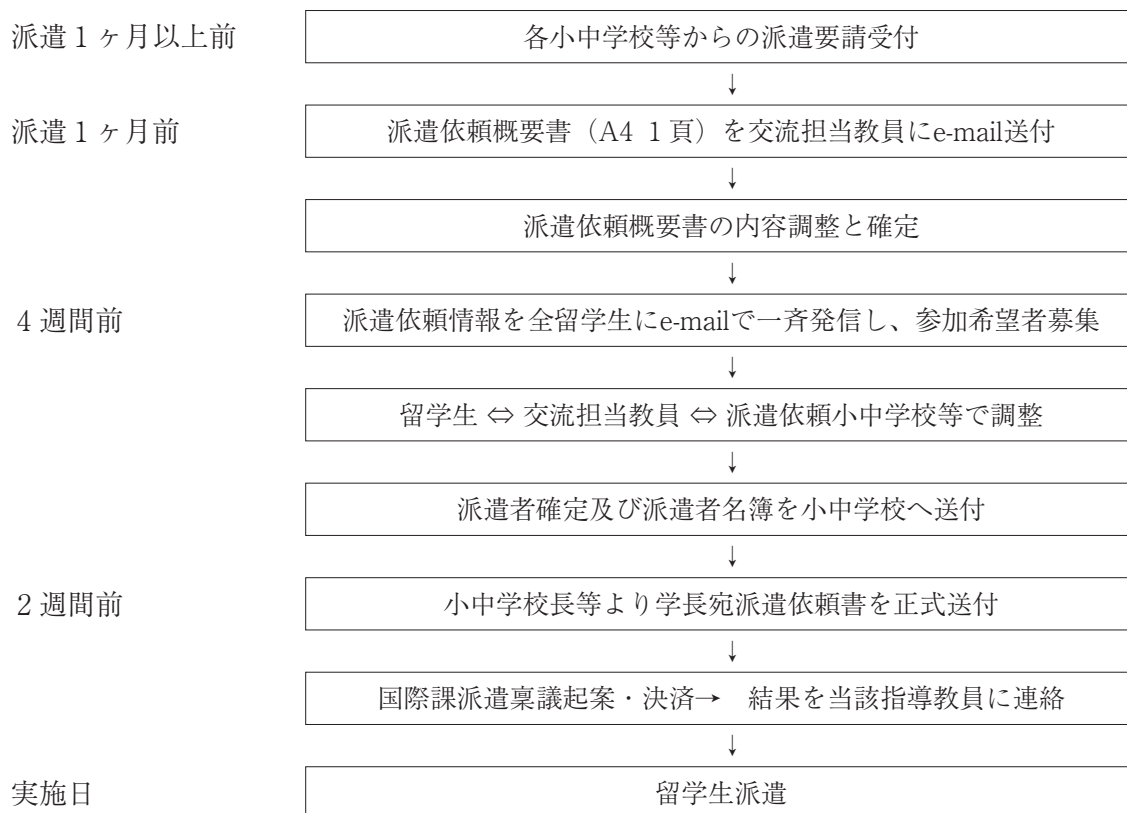 派遣1ヶ月以上前 各小中学校等からの派遣要請受付
↓
派遣1ヶ月前 派遣依頼概要書（A4 1頁）を交流担当教員にe-mail送付
↓
派遣依頼概要書の内容調整と確定
↓
4週間前 派遣依頼情報を全留学生にe-mailで一斉発信し、参加希望者募集
↓
留学生 ⇔ 交流担当教員 ⇔ 派遣依頼小中学校等で調整
↓
派遣者確定及び派遣者名簿を小中学校へ送付
↓
2週間前 小中学校長等より学長宛派遣依頼書を正式送付
↓
国際課派遣稟議起案・決済→　結果を当該指導教員に連絡
↓
実施日 留学生派遣